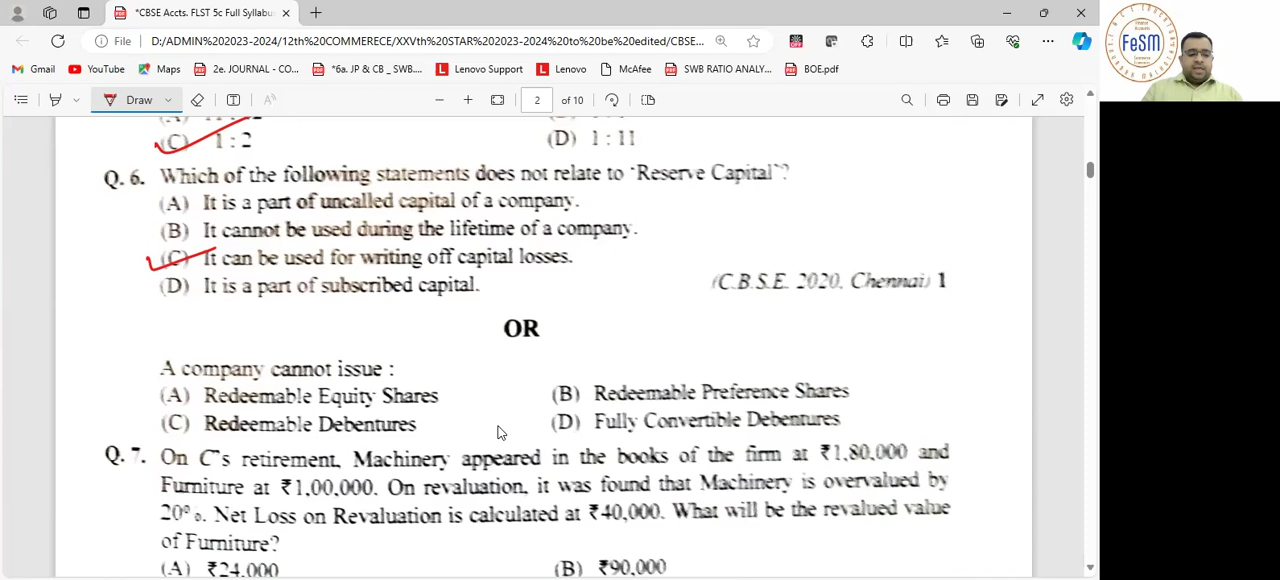 *CBSE Accts. FLST 5c Full Syllabu
File
D:/ADMIN%202023-2024/12th%20COMMERECE/XXVth%20STAR%202023-2024%20to%20be%20edited/CBSE...
Gmail YouTube Maps 2e. JOURNAL - CO... *6a. JP & CB _ SWB.... Lenovo Support Lenovo McAfee SWB RATIO ANALY... BOE.pdf
Draw 2 of 10
FeSM
(C) 1 : 2 (D) 1 : 11
Q. 6. Which of the following statements does not relate to 'Reserve Capital'?
(A) It is a part of uncalled capital of a company.
(B) It cannot be used during the lifetime of a company.
(C) It can be used for writing off capital losses.
(D) It is a part of subscribed capital. (C.B.S.E. 2020, Chennai) 1
OR
A company cannot issue :
(A) Redeemable Equity Shares (B) Redeemable Preference Shares
(C) Redeemable Debentures (D) Fully Convertible Debentures
Q. 7. On C's retirement, Machinery appeared in the books of the firm at ₹1,80,000 and
Furniture at ₹1,00,000. On revaluation, it was found that Machinery is overvalued by
20%. Net Loss on Revaluation is calculated at ₹40,000. What will be the revalued value
of Furniture?
(A) ₹24,000 (B) ₹90,000